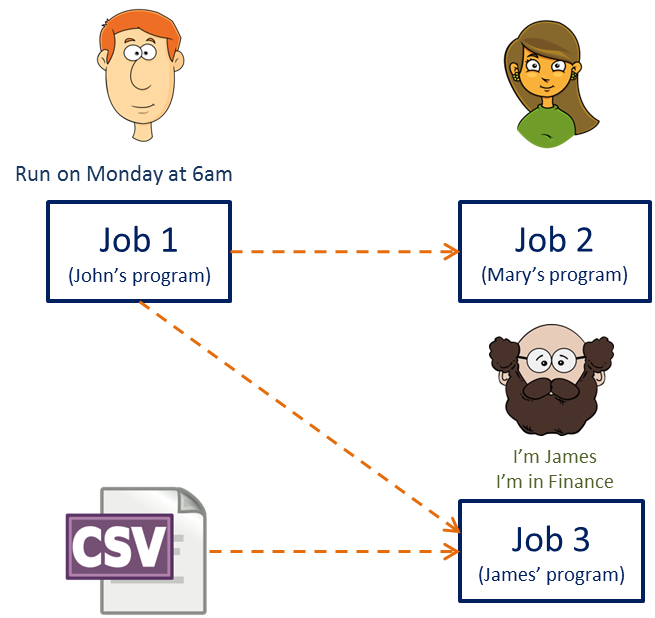 Run on Monday at 6am
Job 1
(John's program)
Job 2
(Mary's program)
I'm James
I'm in Finance
CSV
Job 3
(James' program)